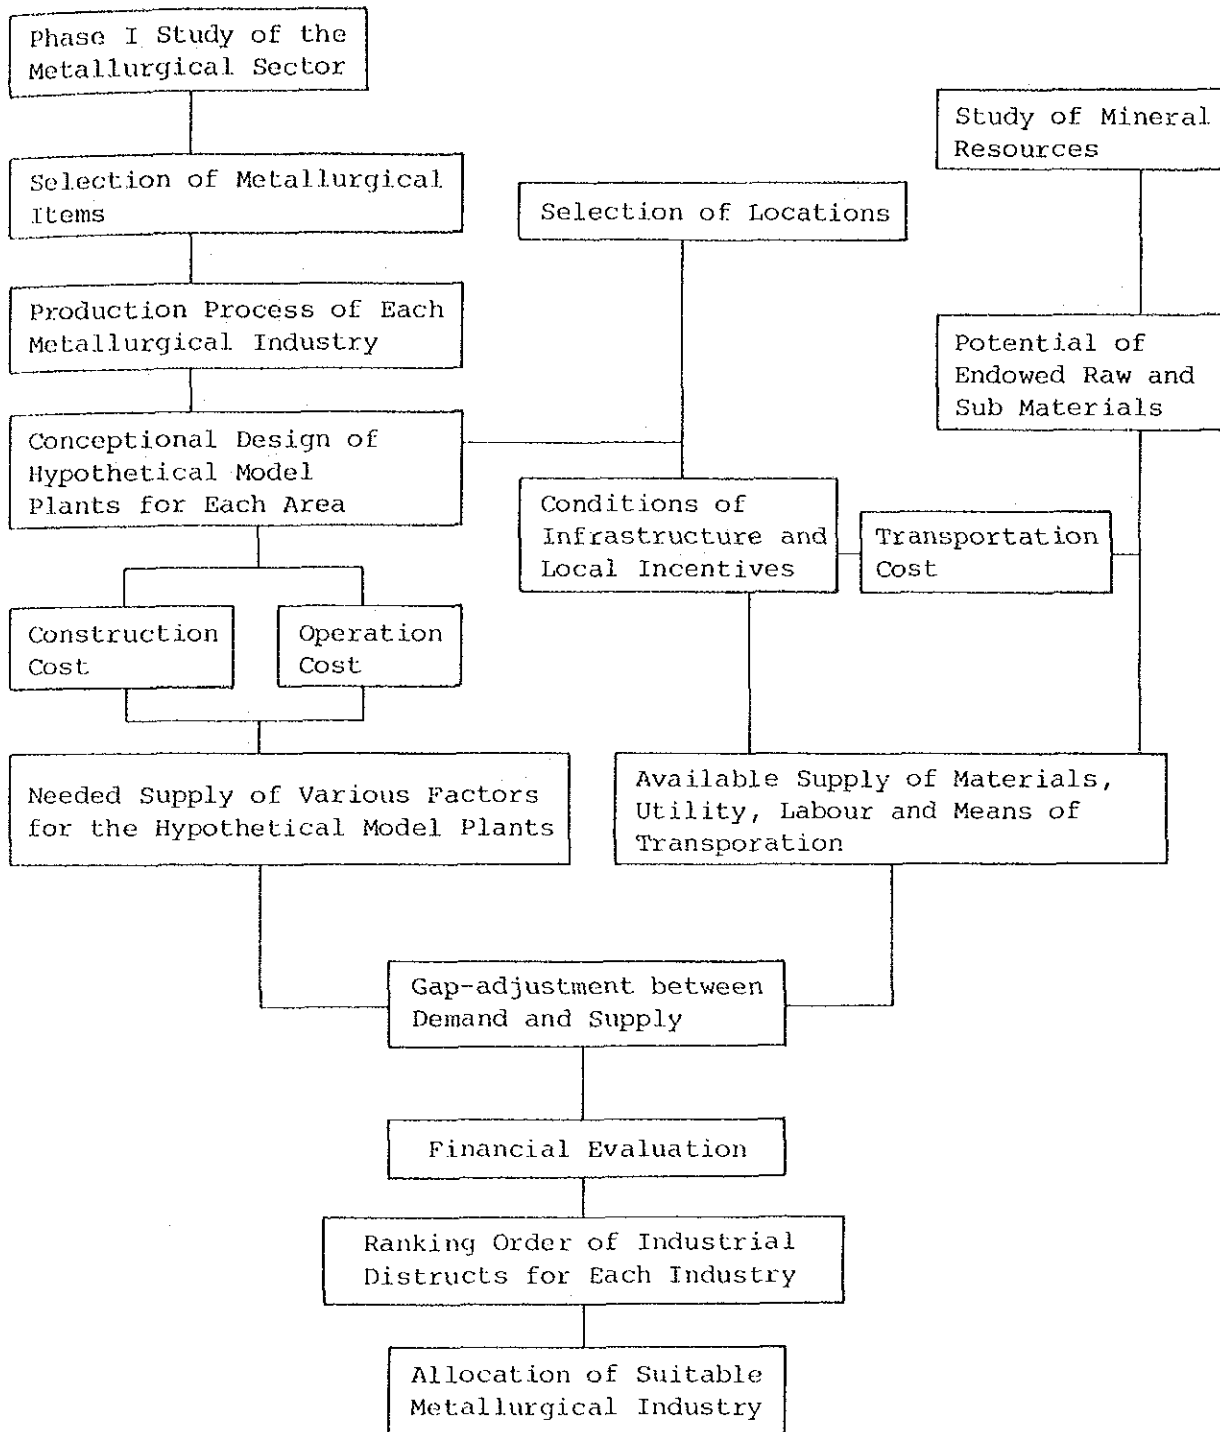 Phase I Study of the
Metallurgical Sector
Study of Mineral
Resources
Selection of Metallurgical
Items
Selection of Locations
Production Process of Each
Metallurgical Industry
Potential of
Endowed Raw and
Sub Materials
Conceptional Design of
Hypothetical Model
Plants for Each Area
Conditions of
Infrastructure and
Local Incentives
Transportation
Cost
Construction
Cost
Operation
Cost
Needed Supply of Various Factors
for the Hypothetical Model Plants
Available Supply of Materials,
Utility, Labour and Means of
Transporation
Gap-adjustment between
Demand and Supply
Financial Evaluation
Ranking Order of Industrial
Distructs for Each Industry
Allocation of Suitable
Metallurgical Industry